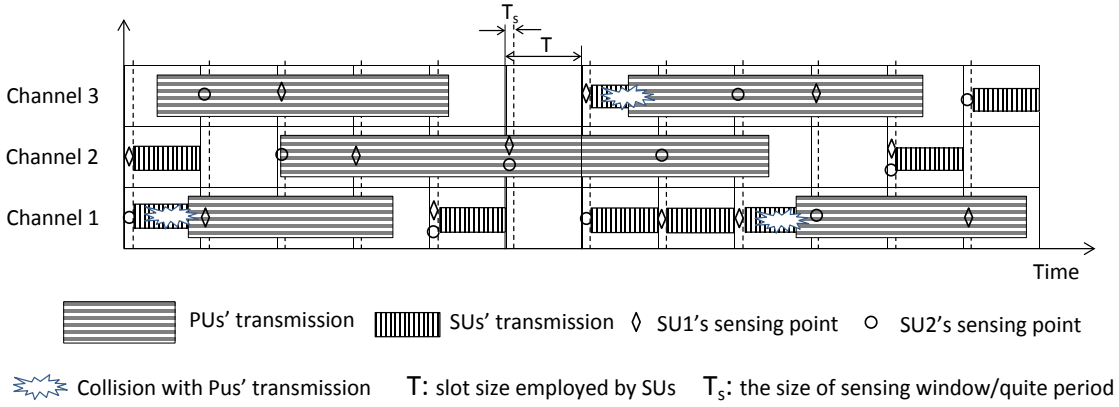 Ts
T
Channel 3
Channel 2
Channel 1
Time
PUs' transmission SUs' transmission SU1's sensing point SU2's sensing point
Collision with Pus' transmission T: slot size employed by SUs Ts: the size of sensing window/quite period